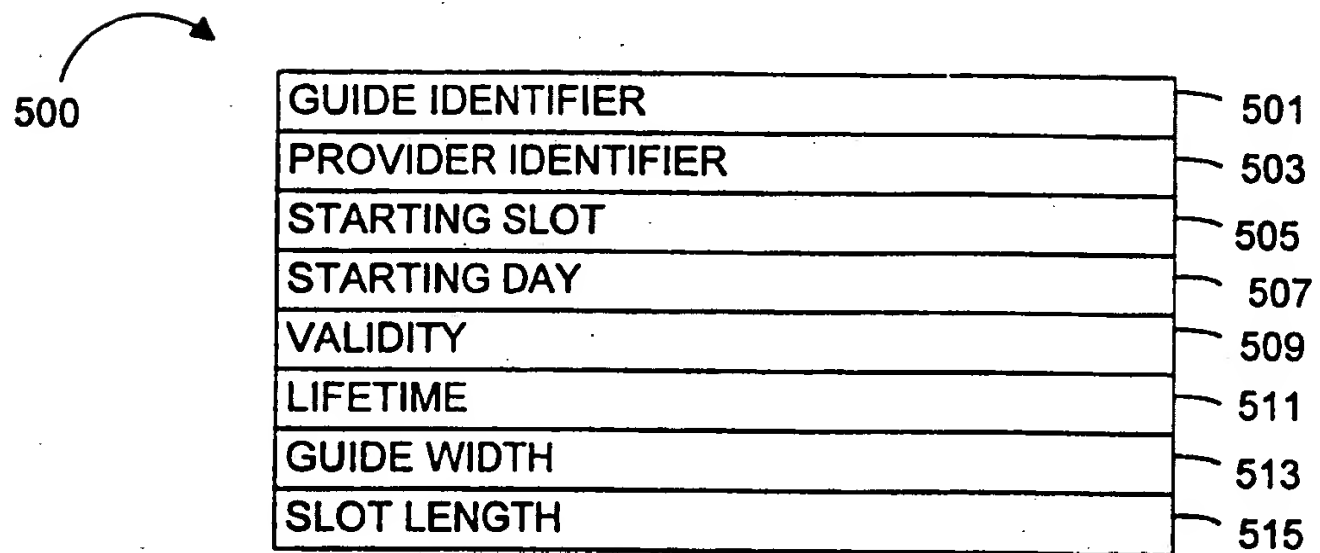 500
GUIDE IDENTIFIER 501
PROVIDER IDENTIFIER 503
STARTING SLOT 505
STARTING DAY 507
VALIDITY 509
LIFETIME 511
GUIDE WIDTH 513
SLOT LENGTH 515